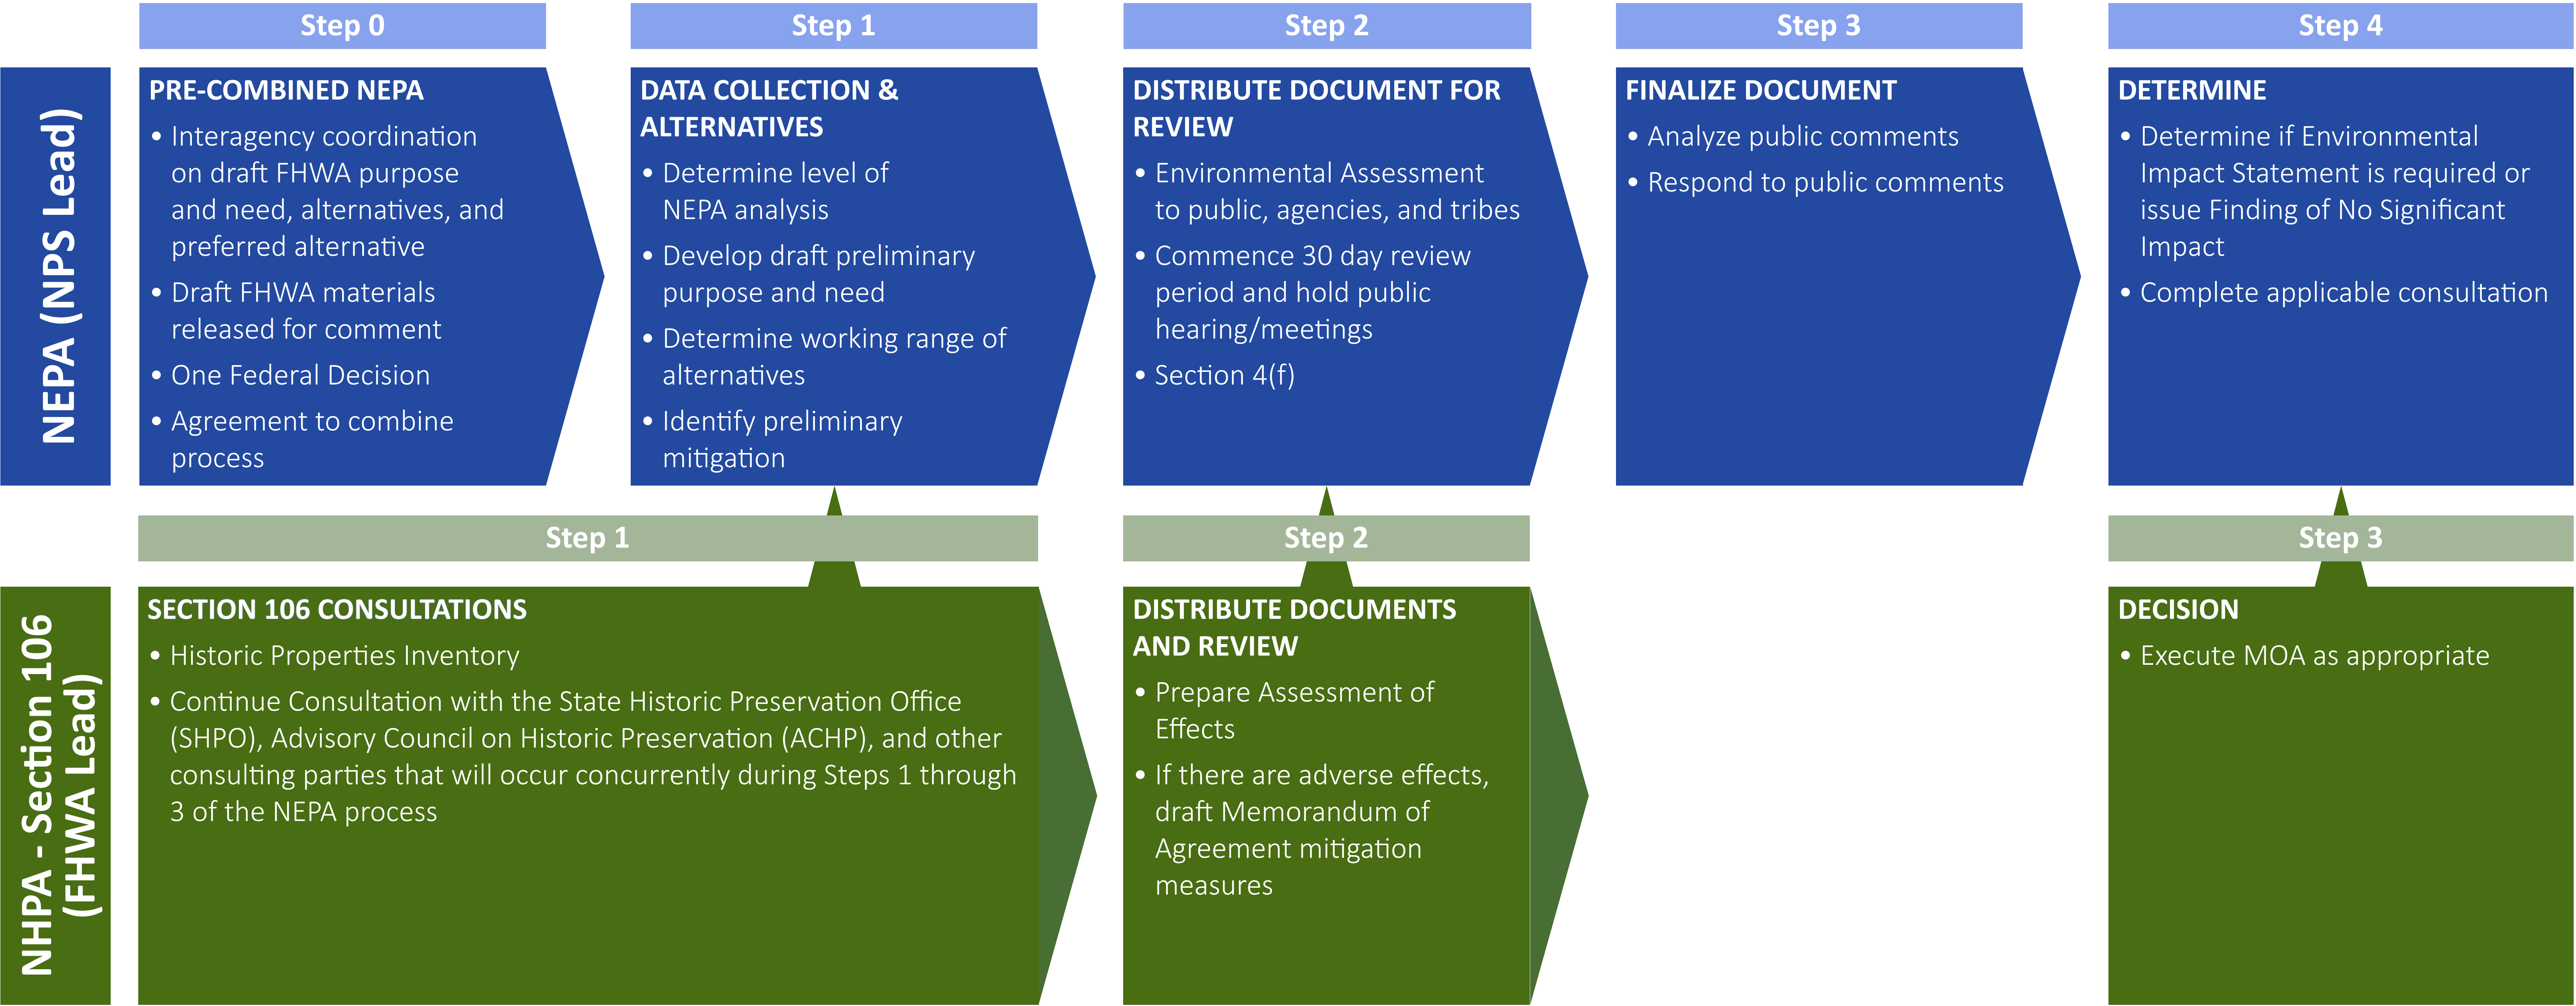 Step 0
Step 1
Step 2
Step 3
Step 4
NEPA (NPS Lead)
PRE-COMBINED NEPA
• Interagency coordination
on draft FHWA purpose
and need, alternatives, and
preferred alternative
• Draft FHWA materials
released for comment
• One Federal Decision
• Agreement to combine
process
DATA COLLECTION &
ALTERNATIVES
• Determine level of
NEPA analysis
• Develop draft preliminary
purpose and need
• Determine working range of
alternatives
• Identify preliminary
mitigation
DISTRIBUTE DOCUMENT FOR
REVIEW
• Environmental Assessment
to public, agencies, and tribes
• Commence 30 day review
period and hold public
hearing/meetings
• Section 4(f)
FINALIZE DOCUMENT
• Analyze public comments
• Respond to public comments
DETERMINE
• Determine if Environmental
Impact Statement is required or
issue Finding of No Significant
Impact
• Complete applicable consultation
Step 1
Step 2
Step 3
NHPA - Section 106
(FHWA Lead)
SECTION 106 CONSULTATIONS
• Historic Properties Inventory
• Continue Consultation with the State Historic Preservation Office
(SHPO), Advisory Council on Historic Preservation (ACHP), and other
consulting parties that will occur concurrently during Steps 1 through
3 of the NEPA process
DISTRIBUTE DOCUMENTS
AND REVIEW
• Prepare Assessment of
Effects
• If there are adverse effects,
draft Memorandum of
Agreement mitigation
measures
DECISION
• Execute MOA as appropriate